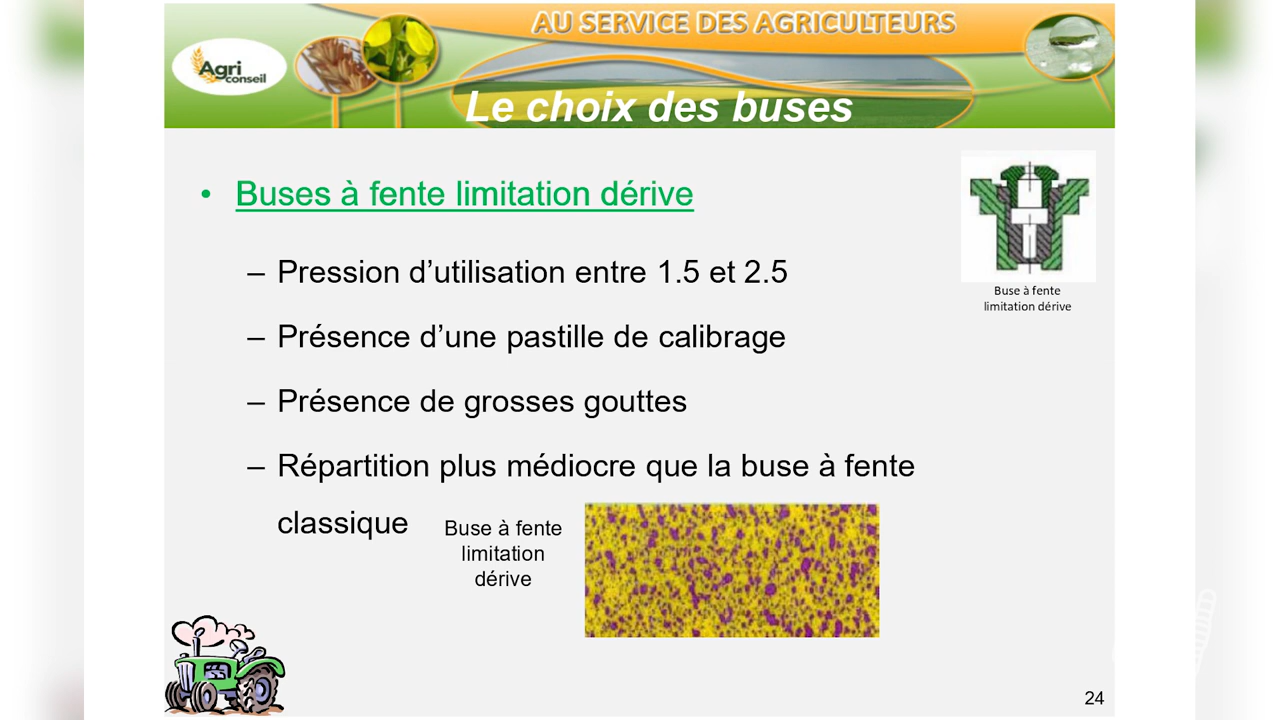 AU SERVICE DES AGRICULTEURS
Agri
conseil
Le choix des buses
• Buses à fente limitation dérive
– Pression d’utilisation entre 1.5 et 2.5
– Présence d’une pastille de calibrage
– Présence de grosses gouttes
– Répartition plus médiocre que la buse à fente
classique
Buse à fente
limitation dérive
Buse à fente
limitation
dérive
24